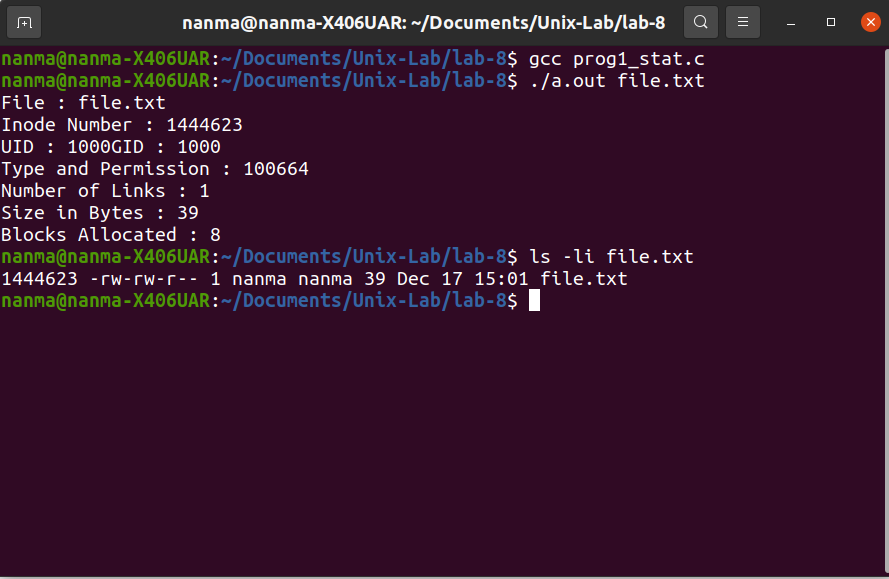 nanma@nanma-X406UAR: ~/Documents/Unix-Lab/lab-8
nanma@nanma-X406UAR:~/Documents/Unix-Lab/lab-8$ gcc prog1_stat.c
nanma@nanma-X406UAR:~/Documents/Unix-Lab/lab-8$ ./a.out file.txt
File : file.txt
Inode Number : 1444623
UID : 1000GID : 1000
Type and Permission : 100664
Number of Links : 1
Size in Bytes : 39
Blocks Allocated : 8
nanma@nanma-X406UAR:~/Documents/Unix-Lab/lab-8$ ls -li file.txt
1444623 -rw-rw-r-- 1 nanma nanma 39 Dec 17 15:01 file.txt
nanma@nanma-X406UAR:~/Documents/Unix-Lab/lab-8$